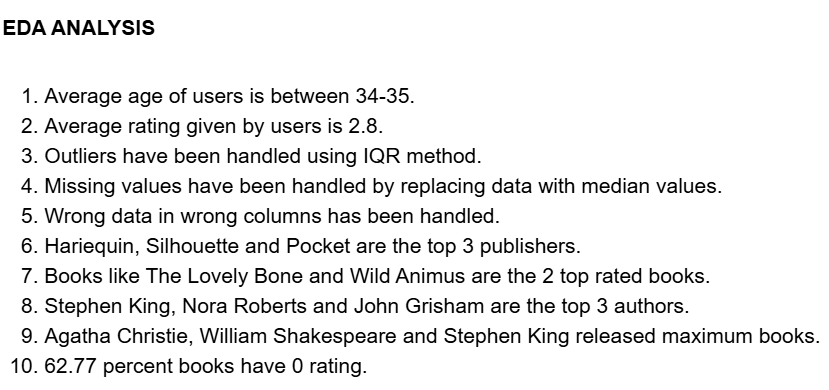 EDA ANALYSIS
1. Average age of users is between 34-35.
2. Average rating given by users is 2.8.
3. Outliers have been handled using IQR method.
4. Missing values have been handled by replacing data with median values.
5. Wrong data in wrong columns has been handled.
6. Hariequin, Silhouette and Pocket are the top 3 publishers.
7. Books like The Lovely Bone and Wild Animus are the 2 top rated books.
8. Stephen King, Nora Roberts and John Grisham are the top 3 authors.
9. Agatha Christie, William Shakespeare and Stephen King released maximum books.
10. 62.77 percent books have 0 rating.